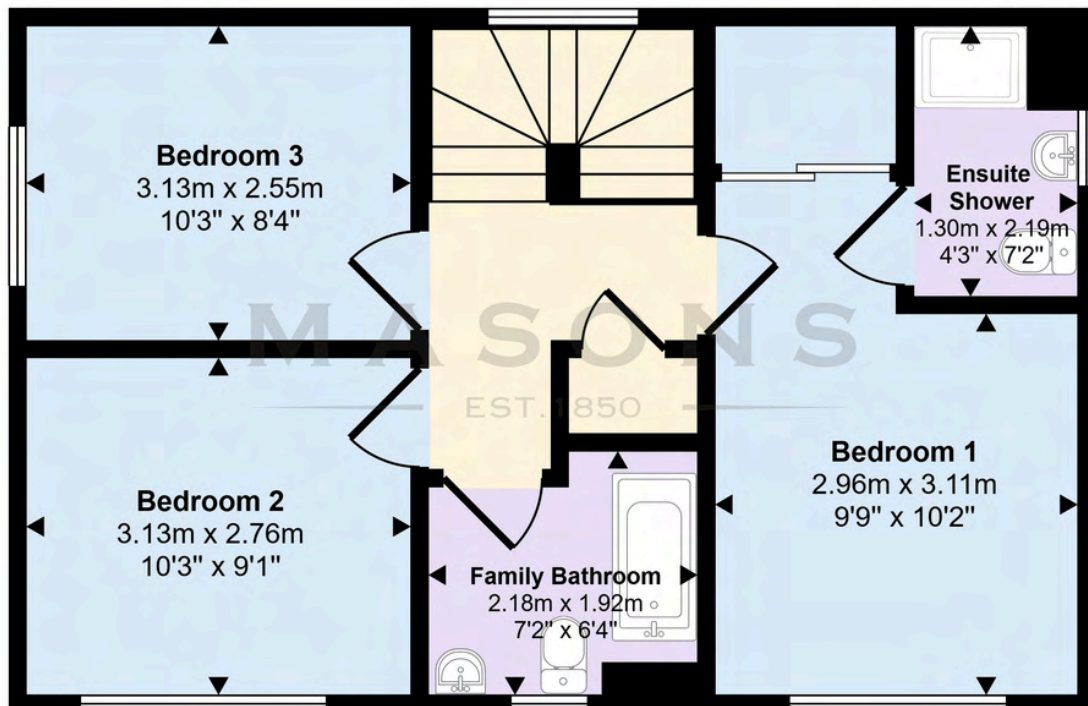 Bedroom 3
3.13m x 2.55m
10'3" x 8'4"
Ensuite
Shower
1.30m x 2.19m
4'3" x 7'2"
MASONS
EST.1850
Bedroom 2
3.13m x 2.76m
10'3" x 9'1"
Bedroom 1
2.96m x 3.11m
9'9" x 10'2"
Family Bathroom
2.18m x 1.92m
7'2" x 6'4"